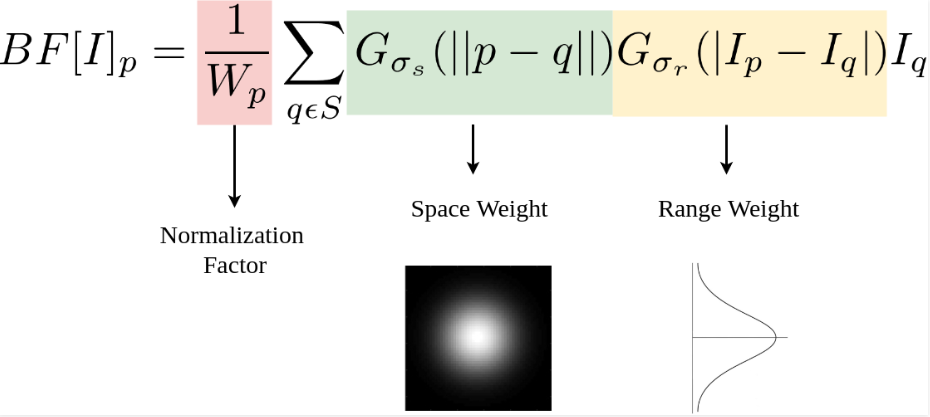 BF[I]_p = \frac{1}{W_p} \sum_{q \epsilon S} G_{\sigma_s}(||p - q||) G_{\sigma_r}(|I_p - I_q|) I_q
Normalization
Factor
Space Weight
Range Weight